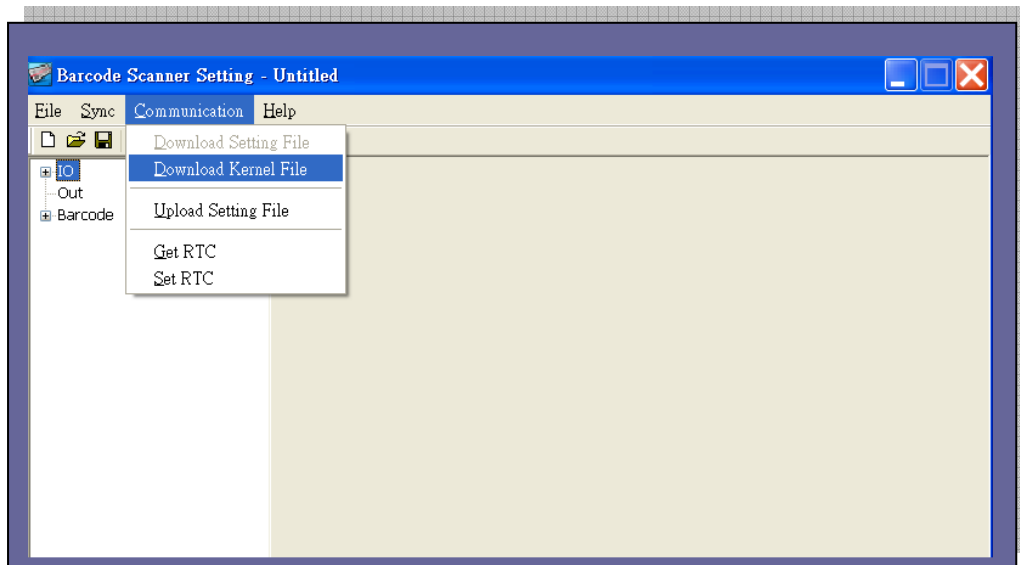 Barcode Scanner Setting - Untitled
File Sync Communication Help
Download Setting File
Download Kernel File
Upload Setting File
Get RTC
Set RTC
IO
Out
Barcode